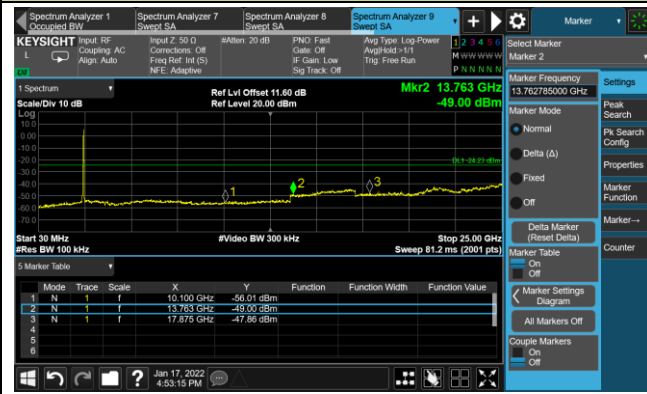 Spectrum Analyzer 1
Occupied BW
Spectrum Analyzer 7
Swept SA
Spectrum Analyzer 8
Swept SA
Spectrum Analyzer 9
Swept SA
Marker
KEYSIGHT
L
Input: RF
Coupling: AC
Align: Auto
Input Z: 50 Ω
Corrections: Off
Freq Ref: Int (S)
NFE: Adaptive
#Atten: 20 dB
PNO: Fast
Gate: Off
IF Gain: Low
Sig Track: Off
Avg Type: Log-Power
Avg|Hold:>1/1
Trig: Free Run
1 2 3 4 5 6
M W W W W W
P N N N N N
1 Spectrum
Scale/Div 10 dB
Log
Ref Lvl Offset 11.60 dB
Ref Level 20.00 dBm
Mkr2 13.763 GHz
-49.00 dBm
10.0
0.00
-10.0
-20.0
-30.0
-40.0
-50.0
-60.0
-70.0
DL1 -24.23 dBm
1
2
3
Start 30 MHz
#Res BW 100 kHz
#Video BW 300 kHz
Stop 25.00 GHz
Sweep 81.2 ms (2001 pts)
5 Marker Table
Mode Trace Scale X Y Function Function Width Function Value
1 N 1 f 10.100 GHz -56.01 dBm
2 N 1 f 13.763 GHz -49.00 dBm
3 N 1 f 17.875 GHz -47.86 dBm
4
5
6
Jan 17, 2022
4:53:15 PM
Select Marker
Marker 2
Marker Frequency
13.762785000 GHz
Marker Mode
Normal
Delta (Δ)
Fixed
Off
Delta Marker
(Reset Delta)
Marker Table
On
Off
Marker Settings
Diagram
All Markers Off
Couple Markers
On
Off
Settings
Peak
Search
Pk Search
Config
Properties
Marker
Function
Marker→
Counter